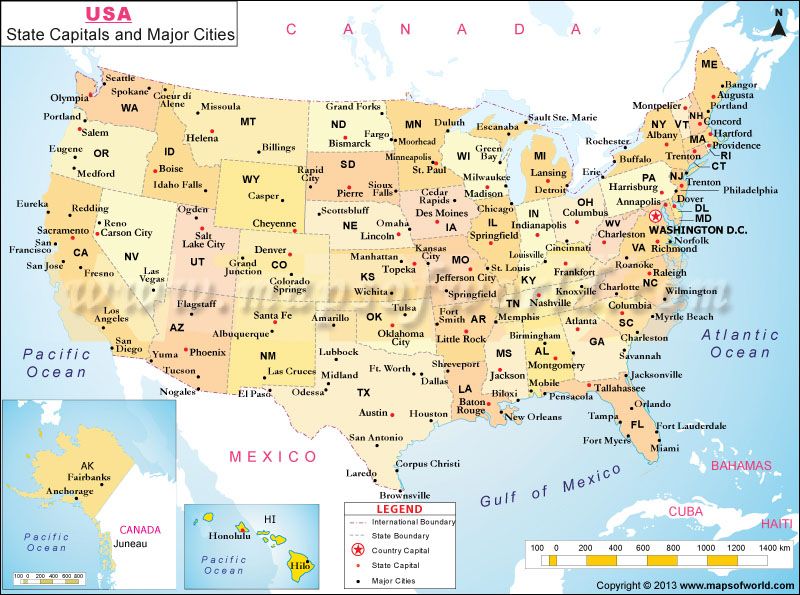 USA
State Capitals and Major Cities
N
C A N A D A
Seattle
Spokane
Coeur di
Alene
Olympia
WA
Portland
Salem
Eugene
OR
Medford
Missoula
MT
Helena
Billings
ID
Boise
Idaho Falls
WY
Casper
Cheyenne
Grand Forks
ND
Fargo
Bismarck
SD
Rapid
City
Pierre
Sioux
Falls
Scottsbluff
NE
Omaha
Lincoln
MN
Duluth
Moorhead
Minneapolis
St. Paul
Escanaba
Sault Ste. Marie
WI
Green
Bay
Milwaukee
Madison
MI
Lansing
Detroit
Cedar
Rapids
Des Moines
IA
Chicago
IL
Springfield
IN
Indianapolis
OH
Columbus
Cincinnati
Rochester
Buffalo
Erie
NY
Albany
VT
Montpelier
ME
Bangor
Augusta
Portland
NH
Concord
MA
Hartford
Providence
RI
CT
Trenton
PA
Harrisburg
NJ
Trenton
Philadelphia
Annapolis
Dover
DL
MD
WASHINGTON D.C.
WV
Charleston
VA
Norfolk
Richmond
Roanoke
Raleigh
NC
Charlotte
Wilmington
Columbia
SC
Myrtle Beach
Charleston
Savannah
Eureka
Redding
Reno
Carson City
Sacramento
San
Francisco
CA
San Jose
Fresno
NV
Las
Vegas
Los
Angeles
San
Diego
Ogden
Salt
Lake City
UT
Grand
Junction
Denver
CO
Colorado
Springs
Flagstaff
AZ
Phoenix
Yuma
Tucson
Nogales
Santa Fe
Albuquerque
NM
Las Cruces
El Paso
Manhattan
Topeka
KS
Wichita
Kansas
City
MO
Jefferson City
St. Louis
Springfield
Louisville
Frankfort
KY
Knoxville
TN
Nashville
Memphis
Tulsa
OK
Oklahoma
City
Amarillo
Fort
Smith
AR
Little Rock
Lubbock
Midland
Odessa
Ft. Worth
Dallas
TX
Austin
Houston
San Antonio
Laredo
Corpus Christi
Brownsville
Shreveport
LA
Baton
Rouge
New Orleans
MS
Jackson
Biloxi
Birmingham
AL
Montgomery
Mobile
Pensacola
Atlanta
GA
Tallahassee
Jacksonville
Orlando
FL
Tampa
Fort Lauderdale
Fort Myers
Miami
www.mapsofworld.com
Pacific
Ocean
Atlantic
Ocean
M E X I C O
Gulf of Mexico
BAHAMAS
CUBA
HAITI
AK
Fairbanks
Anchorage
CANADA
Juneau
Pacific
Ocean
HI
Honolulu
Pacific
Ocean
Hilo
LEGEND
International Boundary
State Boundary
Country Capital
State Capital
Major Cities
100 0 200 400 600 800 1000 1400 km
Copyright © 2013 www.mapsofworld.com